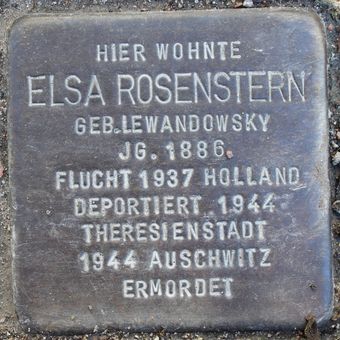 HIER WOHNTE
ELSA ROSENSTERN
GEB.LEWANDOWSKY
JG. 1886
FLUCHT 1937 HOLLAND
DEPORTIERT 1944
THERESIENSTADT
1944 AUSCHWITZ
ERMORDET